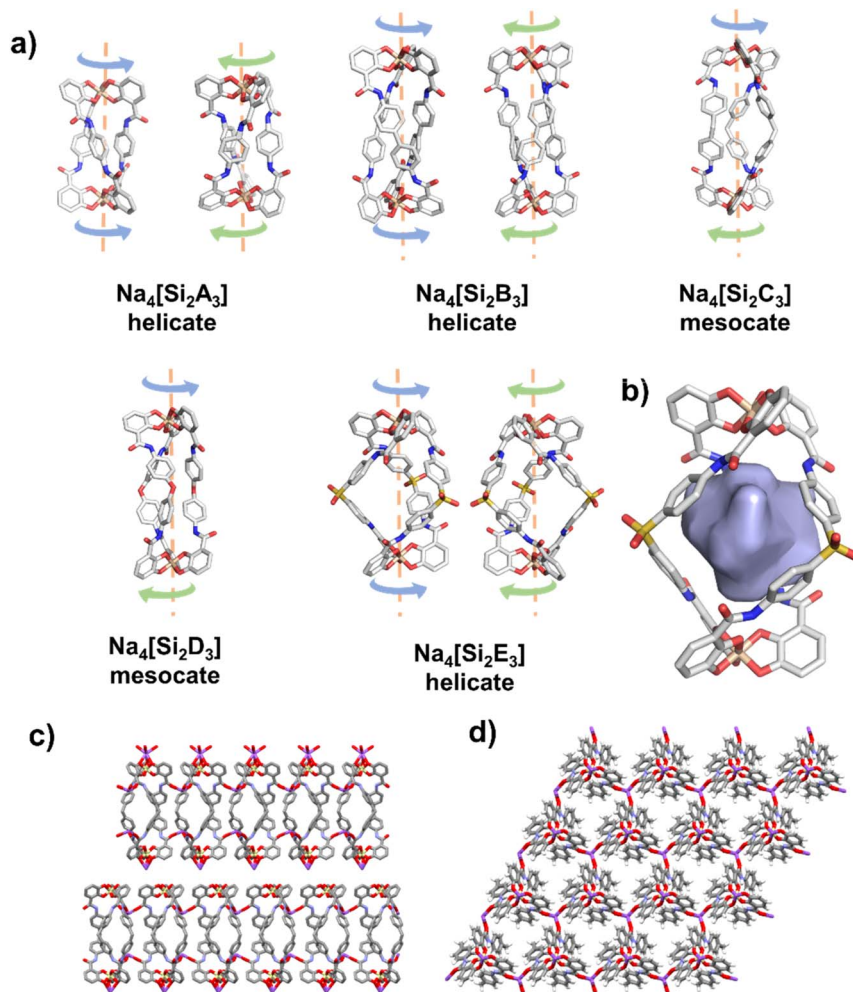 a)
Na₄[Si₂A₃]
helicate
Na₄[Si₂B₃]
helicate
Na₄[Si₂C₃]
mesocate
Na₄[Si₂D₃]
mesocate
Na₄[Si₂E₃]
helicate
b)
c)
d)